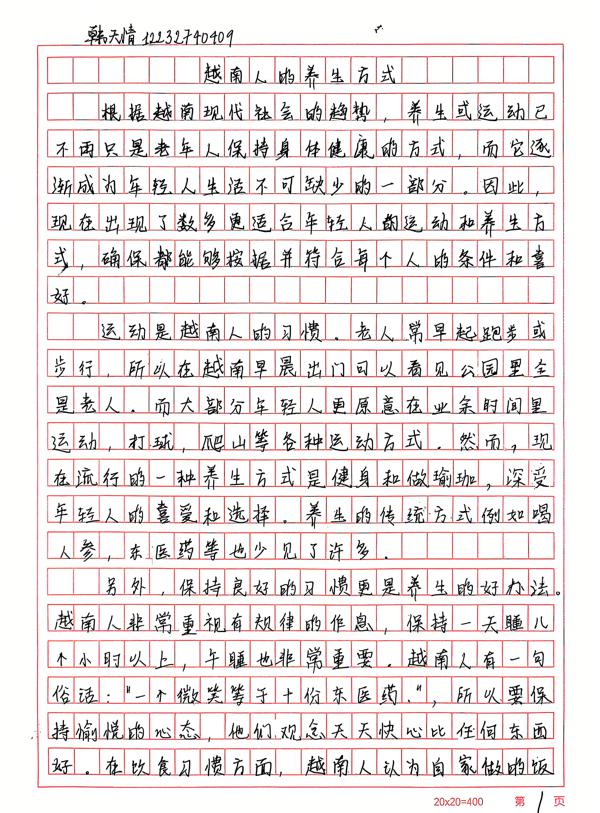 韩天情 12232740409
越南人的养生方式
根据越南现代社会的趋势，养生或运动已
不再只是老年人保持身体健康的方式，而它逐
渐成为年轻人生活不可缺少的一部分。因此，
现在出现了数多更适合年轻人的运动和养生方
式，确保都能够按据并符合每个人的条件和喜
好。
运动是越南人的习惯．老人常早起跑步或
步行，所以在越南早晨出门可以看见公园里全
是老人．而大部分年轻人更原意在业条时间里
运动，打球，爬山等各种运动方式．然而，现
在流行的一种养生方式是健身和做瑜珈，深受
年轻人的喜爱和选择。养生的传统方式例如喝
人参，东医药等也少见了许多．
另外，保持良好的习惯更是养生的好办法。
越南人非常重视有规律的作息，保持一天睡八
个小时以上，午睡也非常重要．越南人有一句
俗话："一个微笑等于十份东医药．"，所以要保
持愉悦的心态，他们观念天天快心比任何东西
好．在饮食习惯方面，越南人认为自家做的饭
20x20=400 第 1 页